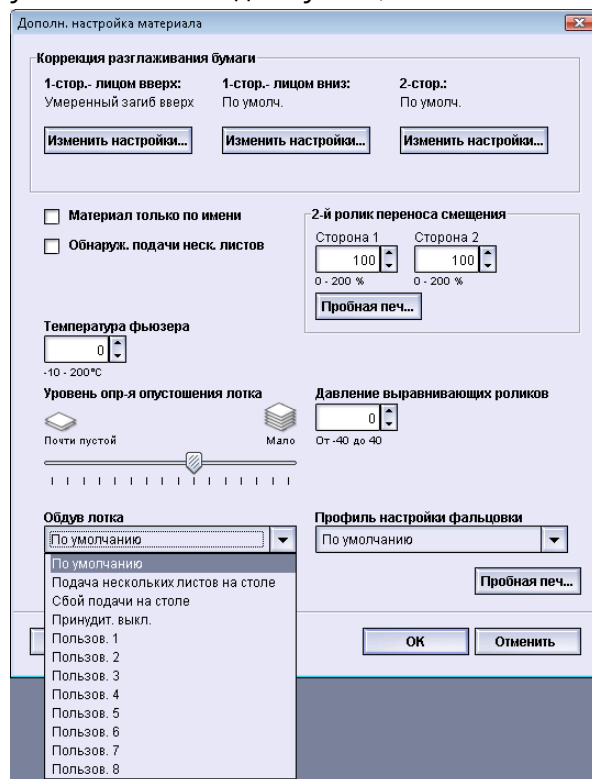 Дополн. настройка материала
Коррекция разглаживания бумаги
1-стор.- лицом вверх:
Умеренный загиб вверх
Изменить настройки...
1-стор.- лицом вниз:
По умолч.
Изменить настройки...
2-стор.:
По умолч.
Изменить настройки...
Материал только по имени
Обнаруж. подачи неск. листов
2-й ролик переноса смещения
Сторона 1
100
0 - 200 %
Сторона 2
100
0 - 200 %
Пробная печ...
Температура фьюзера
0
-10 - 200°C
Уровень опр-я опустошения лотка
Почти пустой
Мало
Давление выравнивающих роликов
0
От -40 до 40
Обдув лотка
По умолчанию
По умолчанию
Подача нескольких листов на столе
Сбой подачи на столе
Принудит. выкл.
Пользов. 1
Пользов. 2
Пользов. 3
Пользов. 4
Пользов. 5
Пользов. 6
Пользов. 7
Пользов. 8
Профиль настройки фальцовки
По умолчанию
Пробная печ...
OK
Отменить